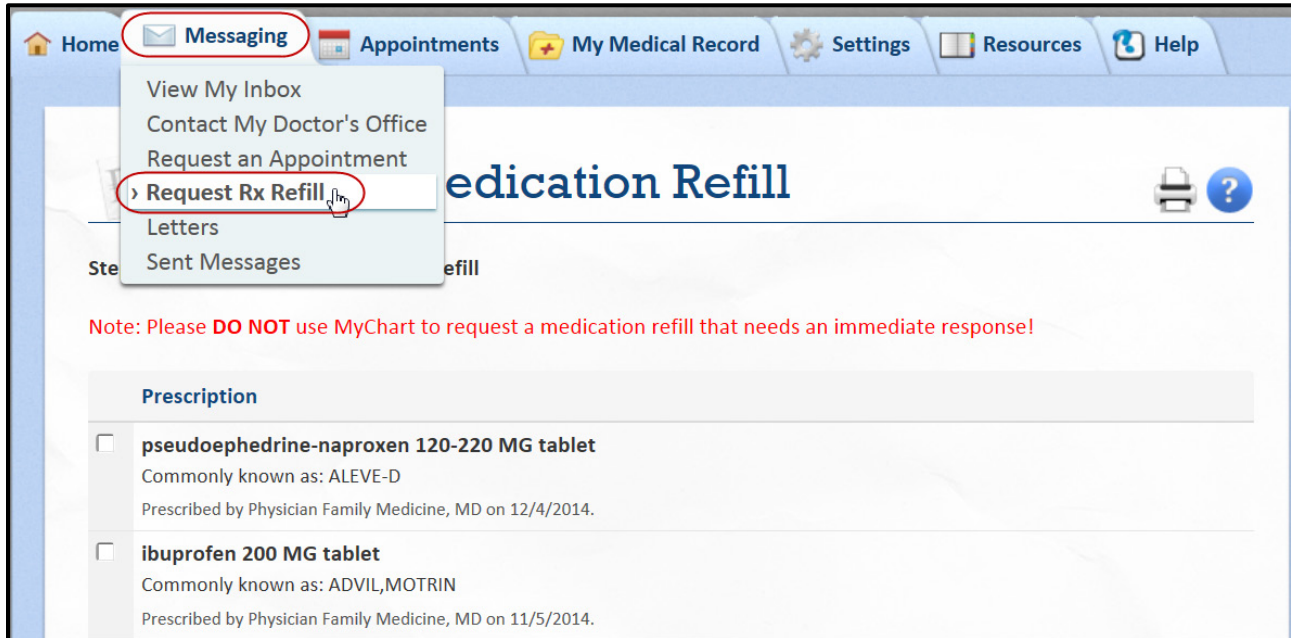 Home Messaging Appointments My Medical Record Settings Resources Help
View My Inbox
Contact My Doctor's Office
Request an Appointment
› Request Rx Refill
Letters
Sent Messages
edication Refill
?
Ste efill
Note: Please DO NOT use MyChart to request a medication refill that needs an immediate response!
Prescription
pseudoephedrine-naproxen 120-220 MG tablet
Commonly known as: ALEVE-D
Prescribed by Physician Family Medicine, MD on 12/4/2014.
ibuprofen 200 MG tablet
Commonly known as: ADVIL,MOTRIN
Prescribed by Physician Family Medicine, MD on 11/5/2014.